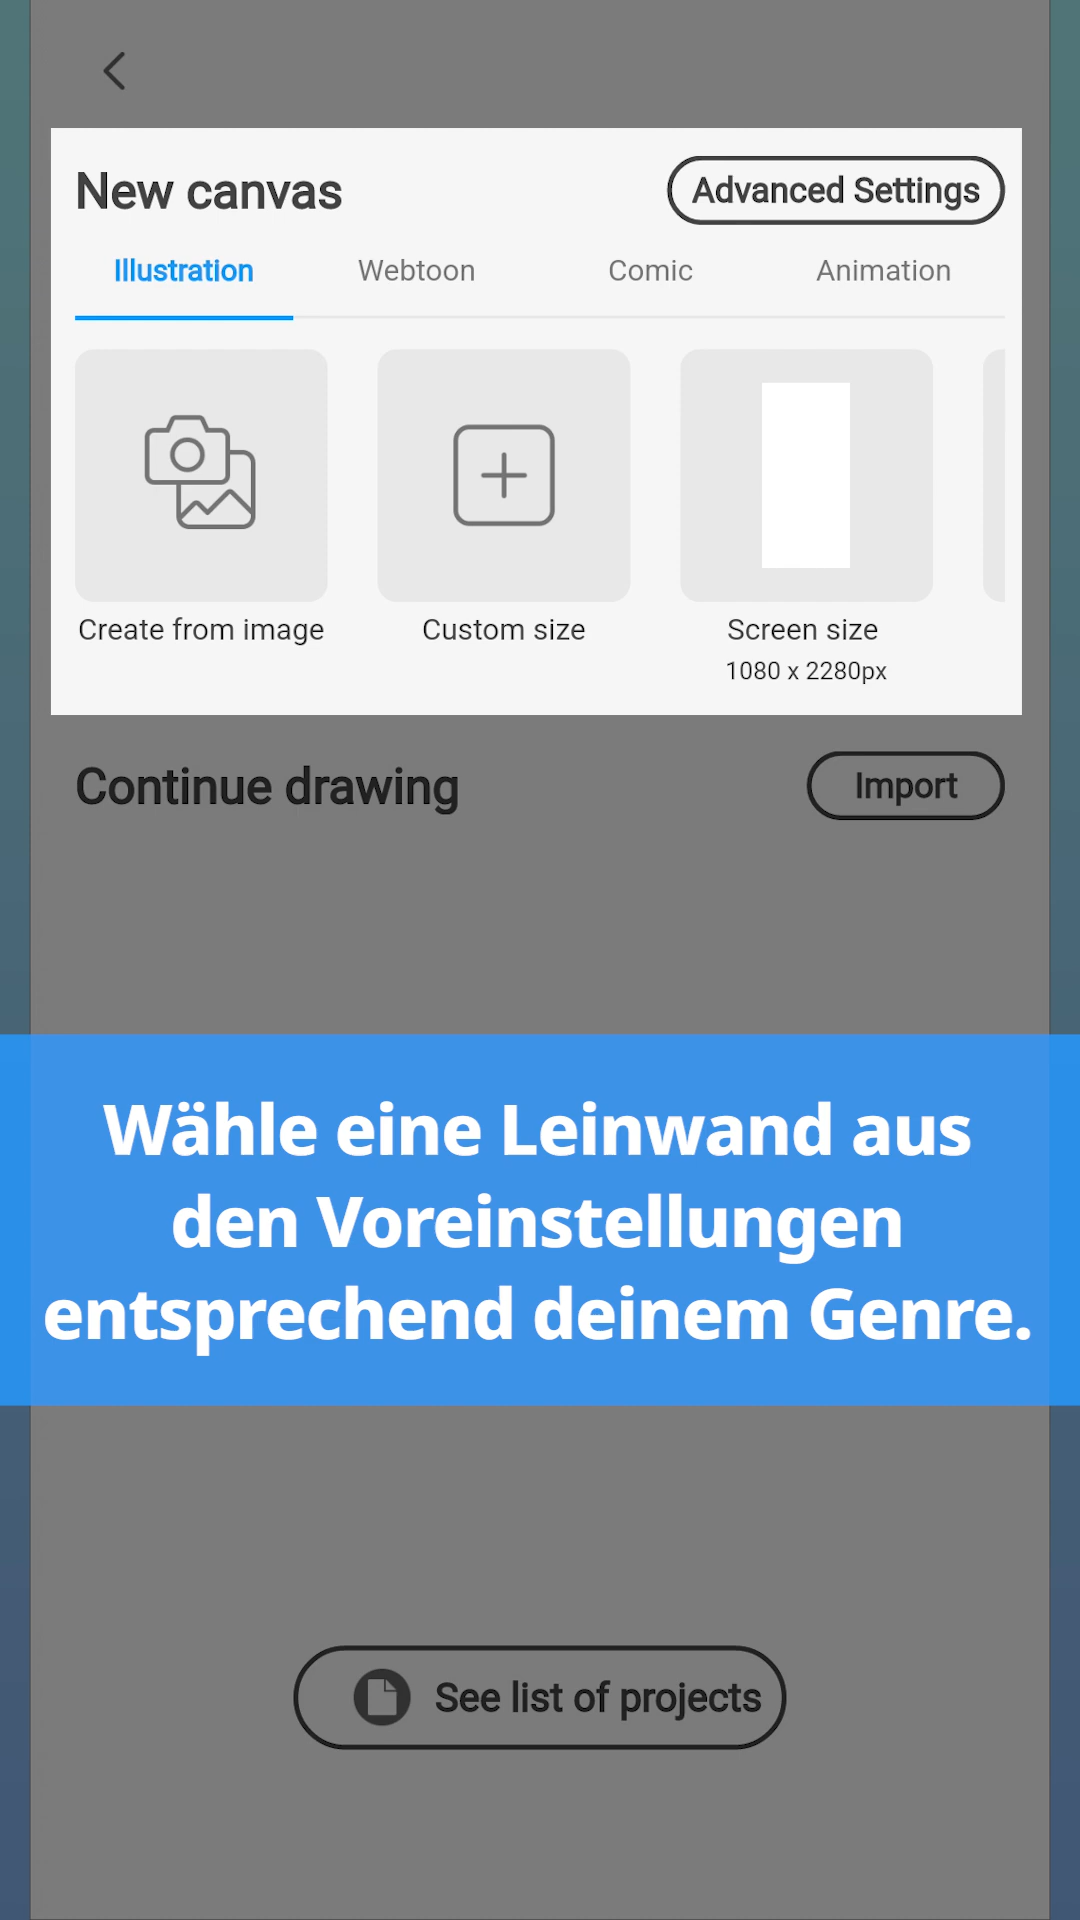 New canvas
Advanced Settings
Illustration
Webtoon
Comic
Animation
Create from image
Custom size
Screen size
1080 x 2280px
Continue drawing
Import
Wähle eine Leinwand aus
den Voreinstellungen
entsprechend deinem Genre.
See list of projects